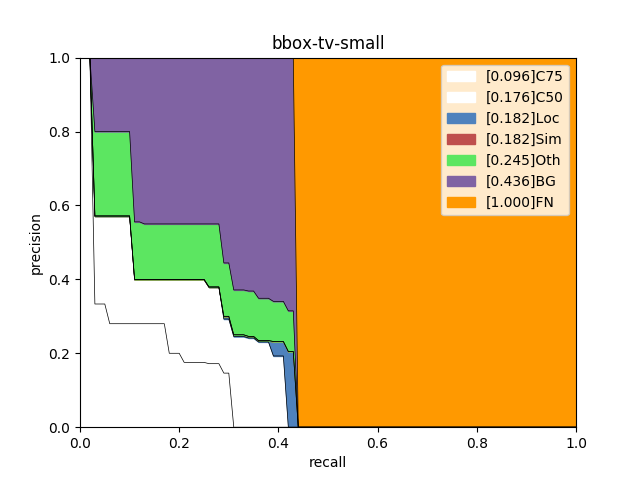 bbox-tv-small
[0.096]C75
[0.176]C50
[0.182]Loc
[0.182]Sim
[0.245]Oth
[0.436]BG
[1.000]FN
precision
1.0
0.8
0.6
0.4
0.2
0.0
0.0 0.2 0.4 0.6 0.8 1.0
recall